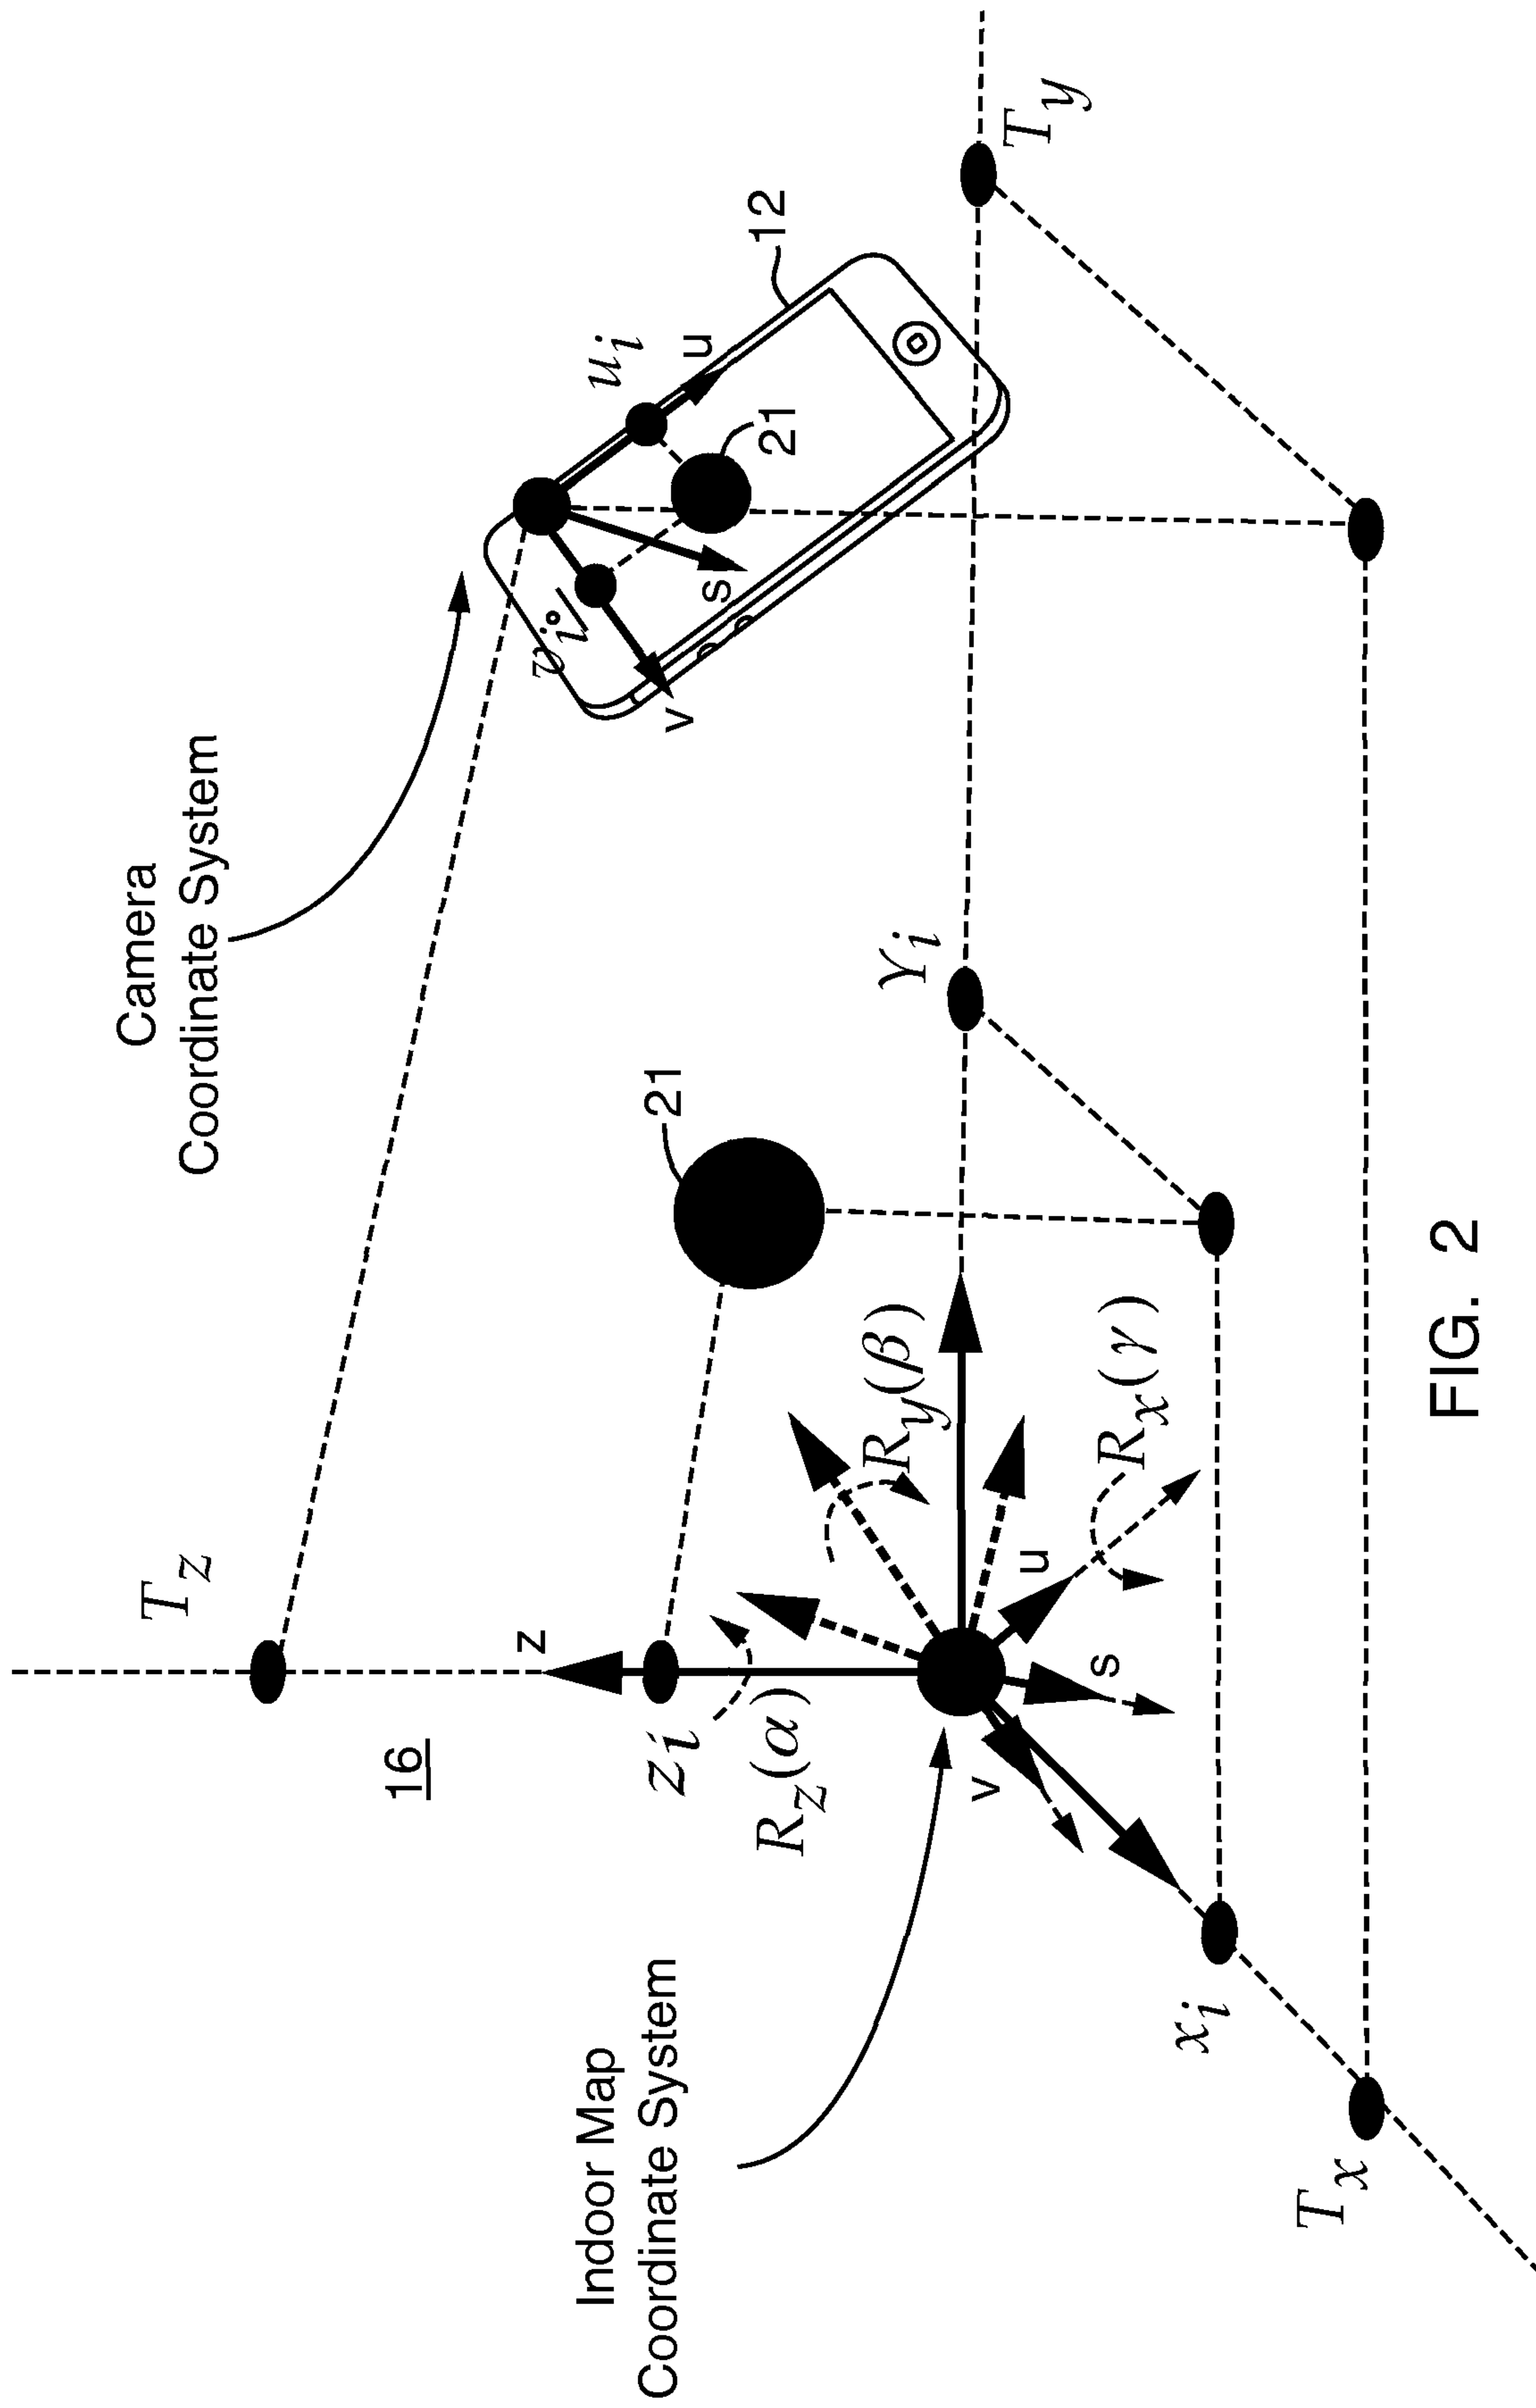 Camera
Coordinate System
T_z
16
z
z_i
R_z(α)
21
R_y(β)
Y_i
v_i
v
s
u_i
u
21
12
T_y
Indoor Map
Coordinate System
v
s
u
R_x(γ)
x_i
T_x
FIG. 2